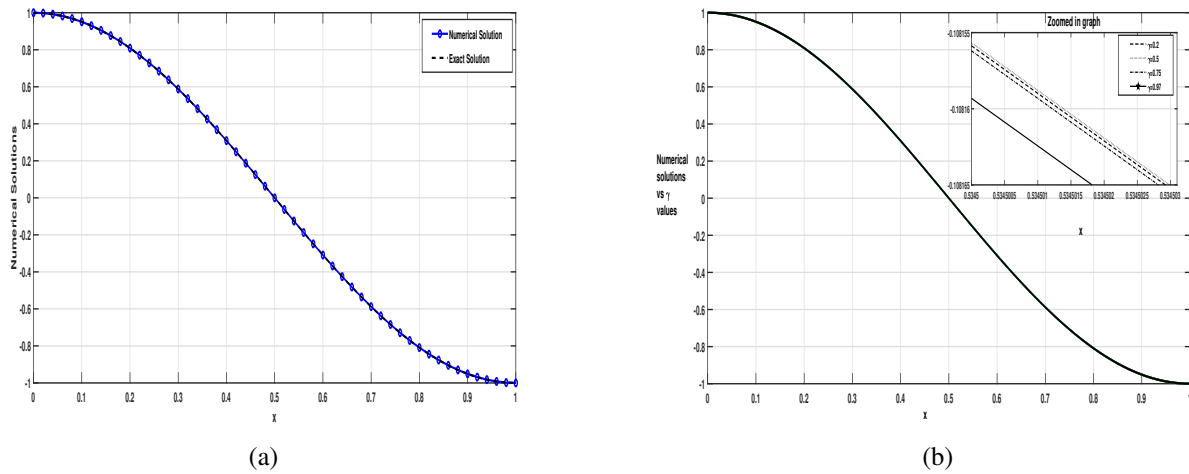 1
0.8
0.6
0.4
0.2
0
-0.2
-0.4
-0.6
-0.8
-1
Numerical Solutions
Numerical Solution
Exact Solution
0 0.1 0.2 0.3 0.4 0.5 0.6 0.7 0.8 0.9 1
x
(a)
1
0.8
0.6
0.4
0.2
0
-0.2
-0.4
-0.6
-0.8
-1
Numerical
solutions
vs γ
values
Zoomed in graph
-0.108155
-0.10816
-0.108165
γ=0.2
γ=0.5
γ=0.75
γ=0.97
0.5345 0.5345005 0.534501 0.5345015 0.534502 0.5345025 0.534503
x
0 0.1 0.2 0.3 0.4 0.5 0.6 0.7 0.8 0.9 1
x
(b)